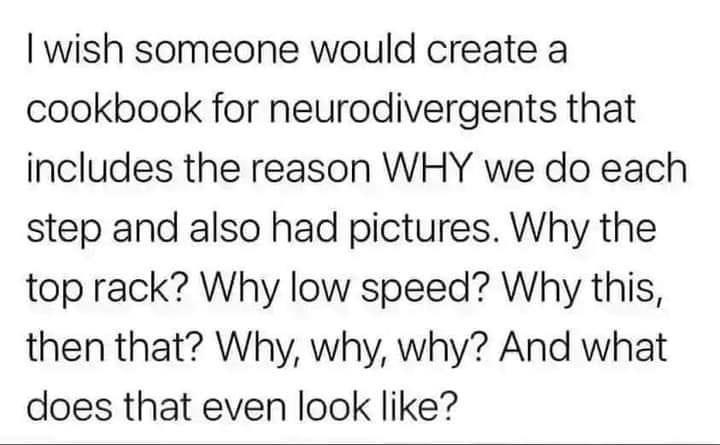 I wish someone would create a
cookbook for neurodivergents that
includes the reason WHY we do each
step and also had pictures. Why the
top rack? Why low speed? Why this,
then that? Why, why, why? And what
does that even look like?